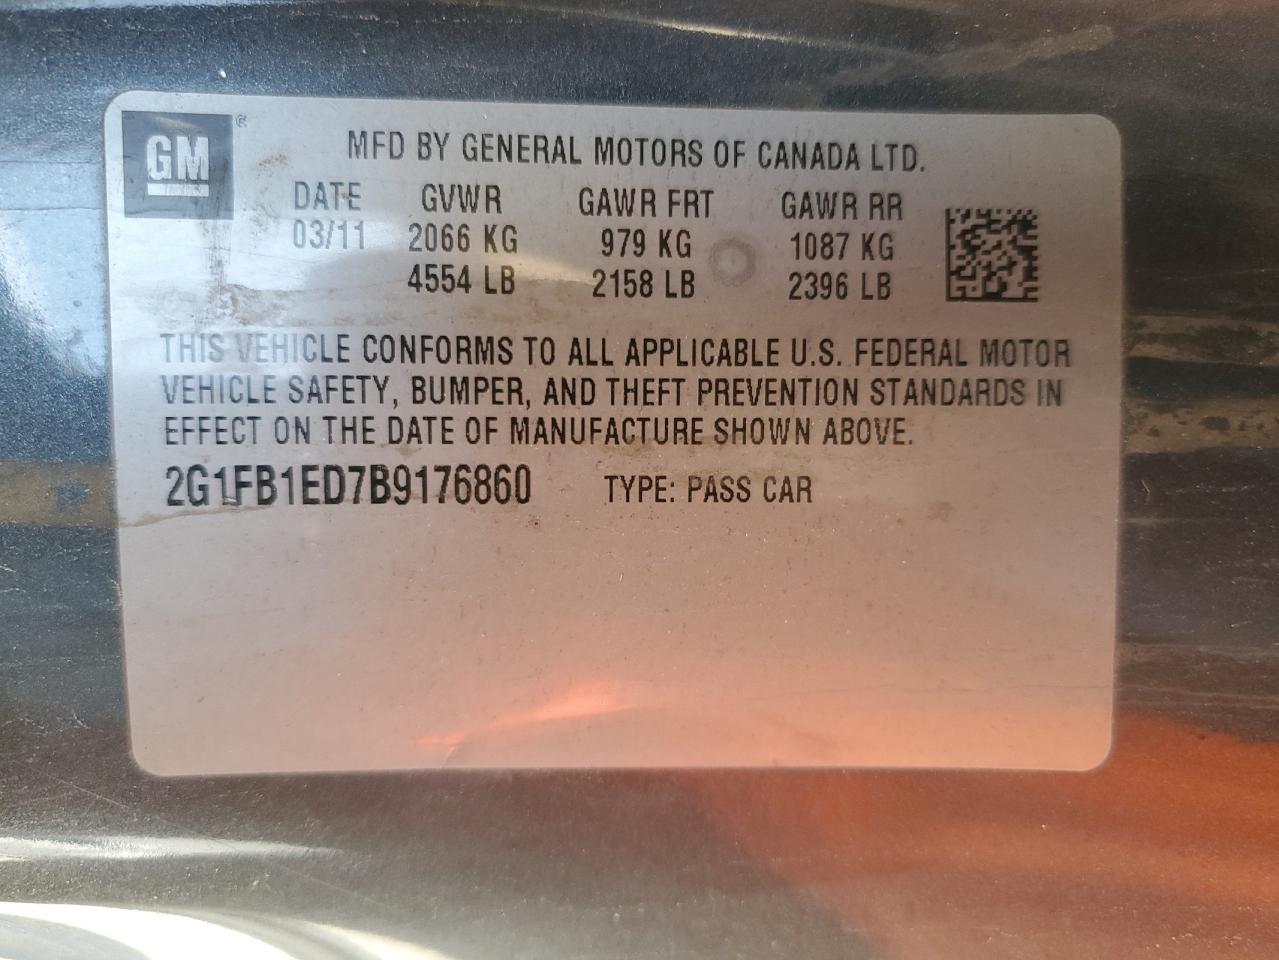 GM
MFD BY GENERAL MOTORS OF CANADA LTD.
DATE GVWR GAWR FRT GAWR RR
03/11 2066 KG 979 KG 1087 KG
4554 LB 2158 LB 2396 LB
THIS VEHICLE CONFORMS TO ALL APPLICABLE U.S. FEDERAL MOTOR
VEHICLE SAFETY, BUMPER, AND THEFT PREVENTION STANDARDS IN
EFFECT ON THE DATE OF MANUFACTURE SHOWN ABOVE.
2G1FB1ED7B9176860 TYPE: PASS CAR